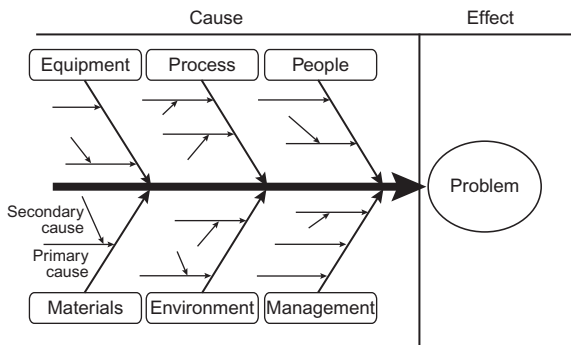 Cause
Effect
Equipment
Process
People
Problem
Secondary
cause
Primary
cause
Materials
Environment
Management